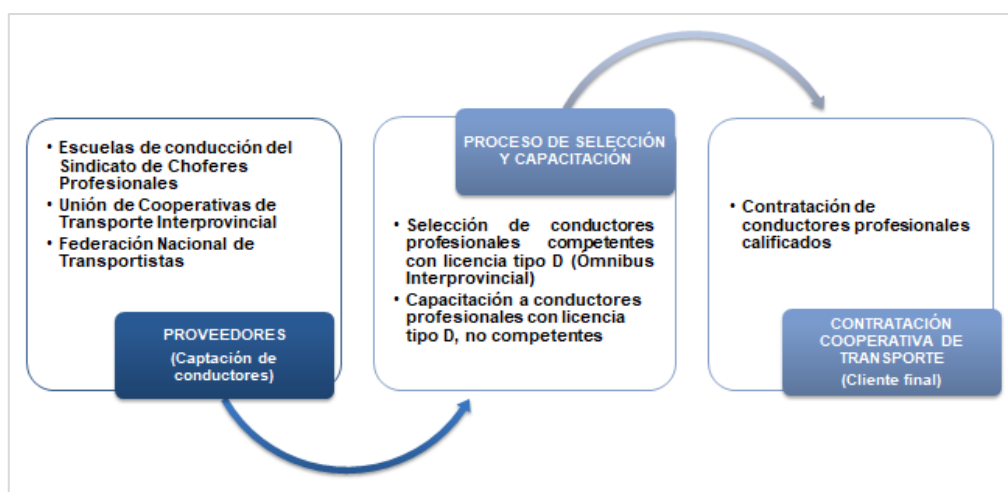 • Escuelas de conducción del
Sindicato de Choferes
Profesionales
• Unión de Cooperativas de
Transporte Interprovincial
• Federación Nacional de
Transportistas
PROVEEDORES
(Captación de
conductores)
PROCESO DE SELECCIÓN
Y CAPACITACIÓN
• Selección de conductores
profesionales competentes
con licencia tipo D (Ómnibus
Interprovincial)
• Capacitación a conductores
profesionales con licencia
tipo D, no competentes
• Contratación de
conductores profesionales
calificados
CONTRATACIÓN
COOPERATIVA DE
TRANSPORTE
(Cliente final)